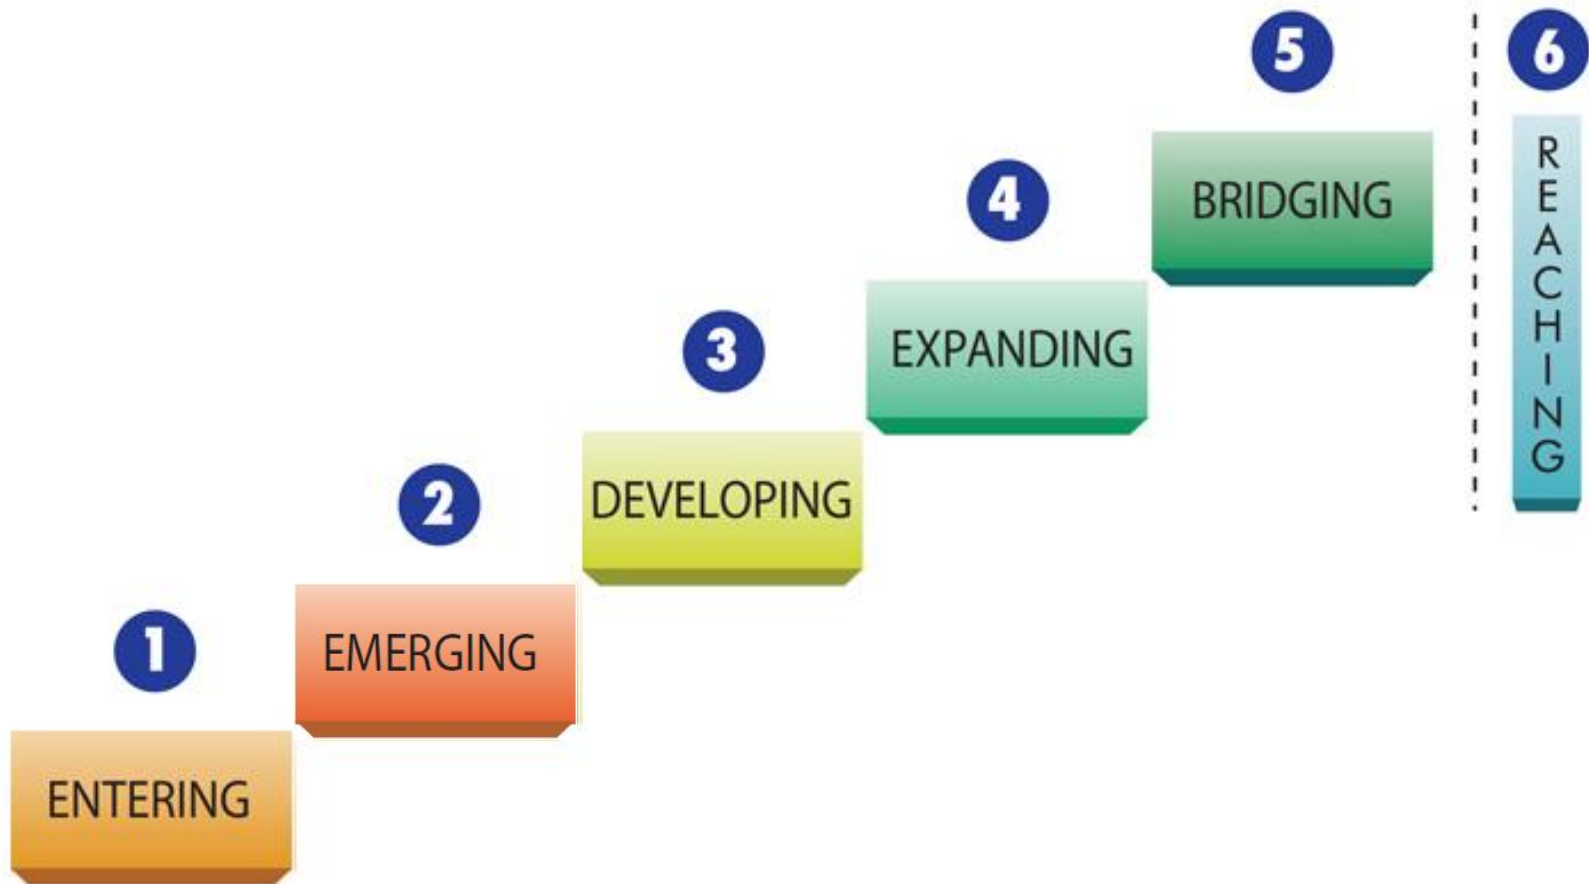 1
ENTERING
2
EMERGING
3
DEVELOPING
4
EXPANDING
5
BRIDGING
6
REACHING